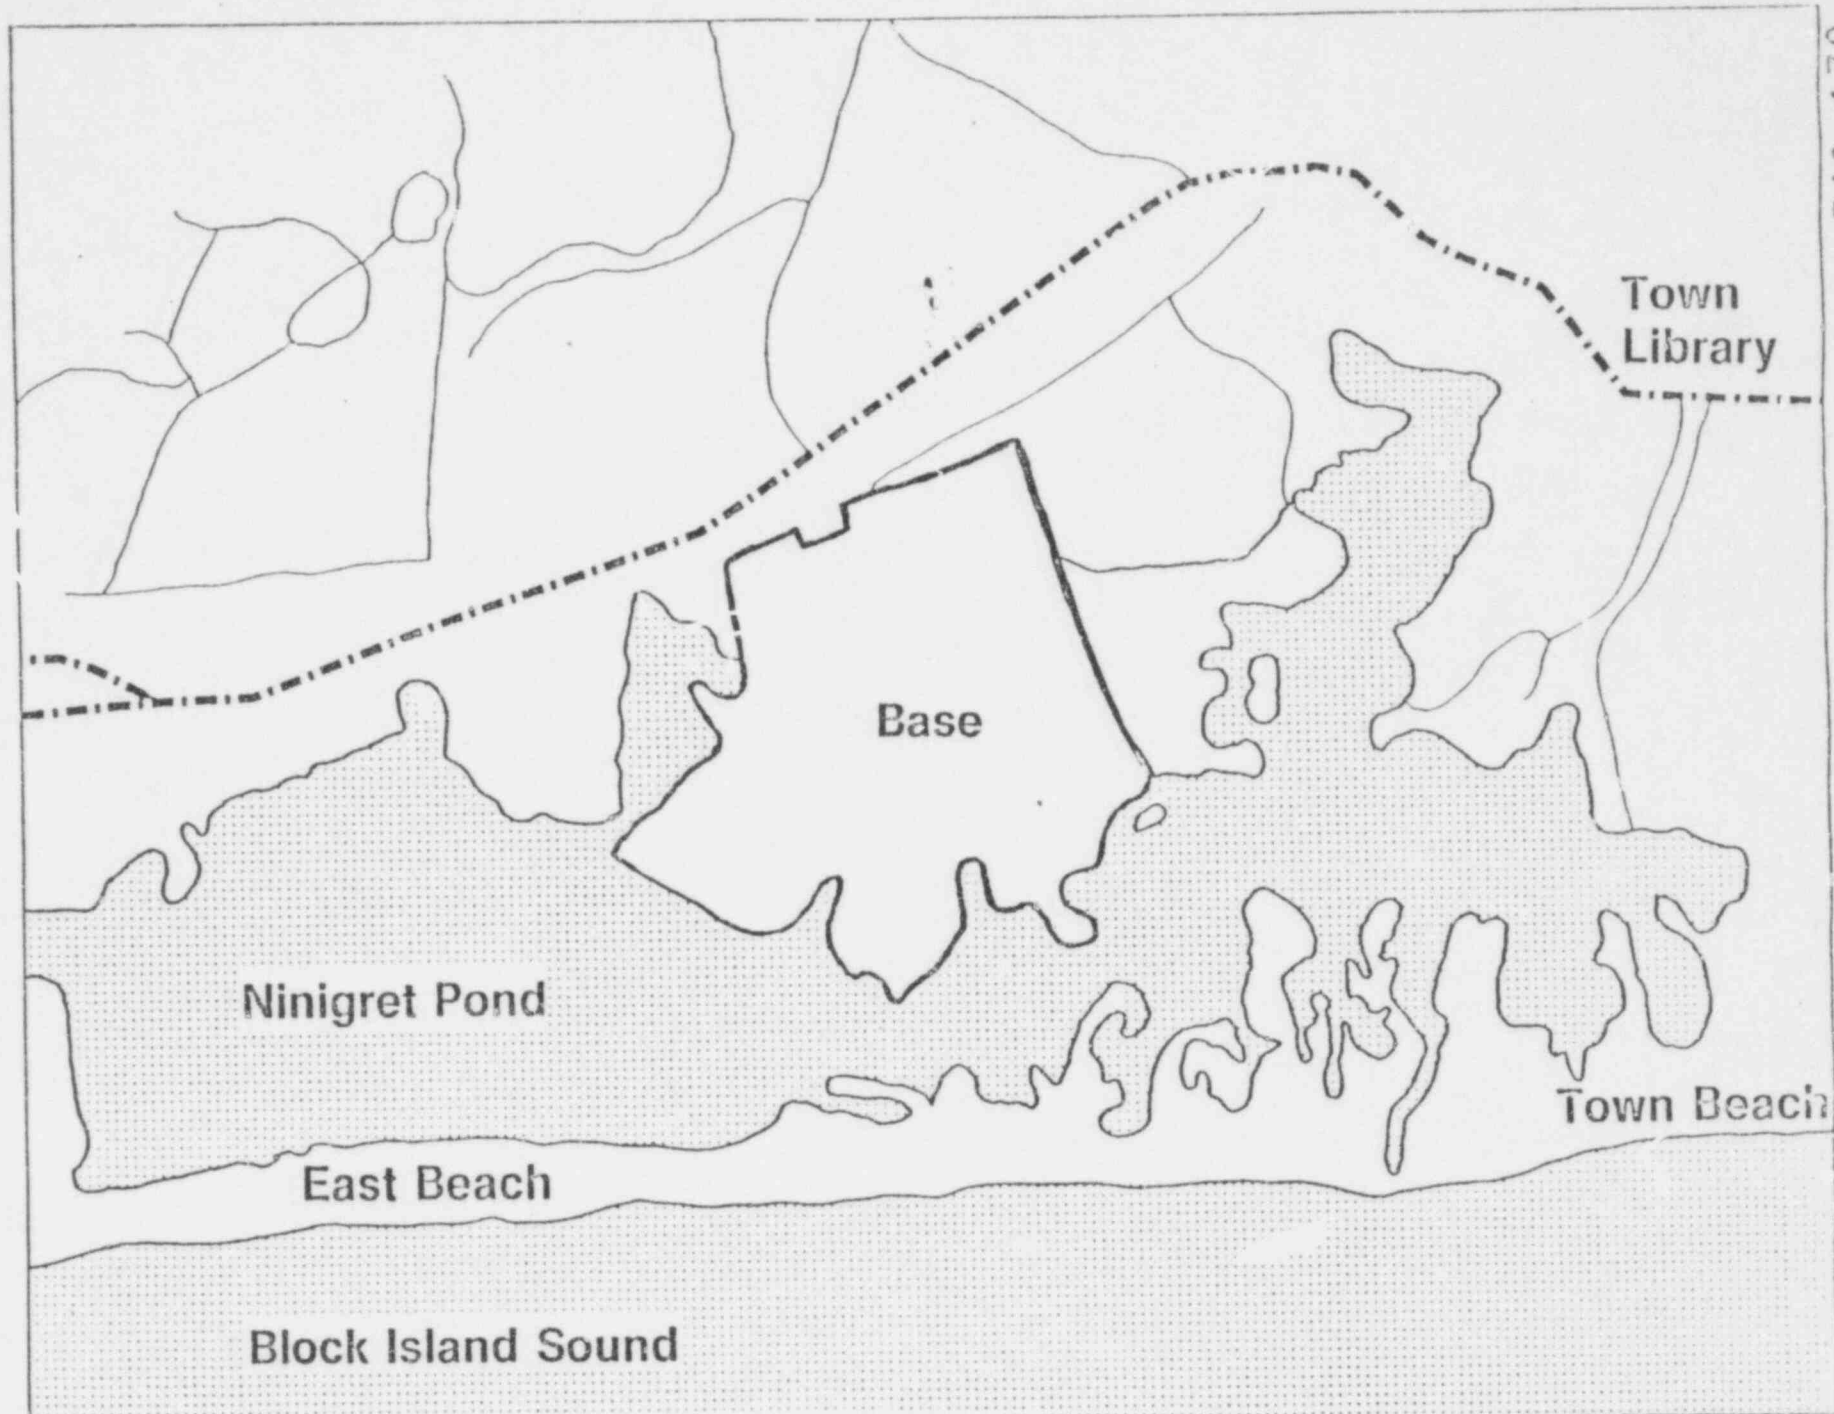 Town
Library
Base
Ninigret Pond
Town Beach
East Beach
Block Island Sound